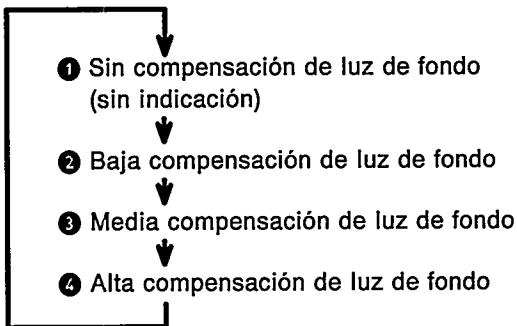 ❶ Sin compensación de luz de fondo
(sin indicación)
❷ Baja compensación de luz de fondo
❸ Media compensación de luz de fondo
❹ Alta compensación de luz de fondo